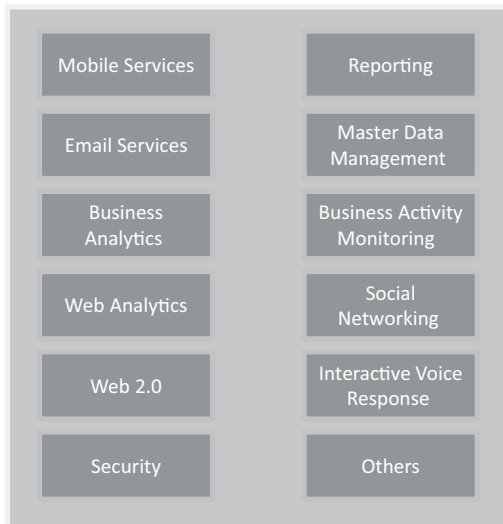 Mobile Services
Reporting
Email Services
Master Data
Management
Business
Analytics
Business Activity
Monitoring
Web Analytics
Social
Networking
Web 2.0
Interactive Voice
Response
Security
Others